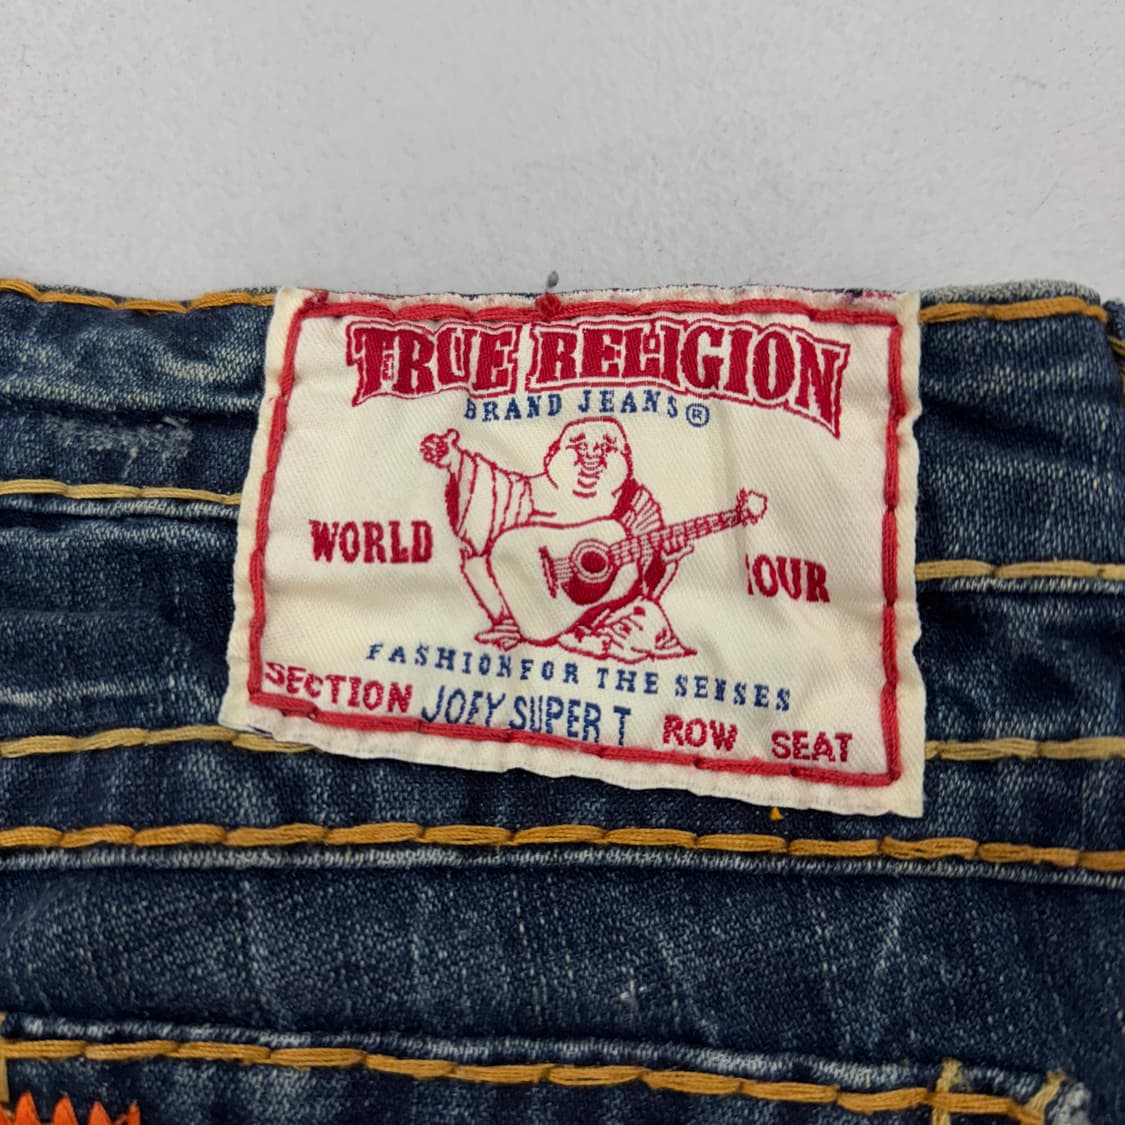 TRUE RELIGION
BRAND JEANS®
WORLD TOUR
FASHION FOR THE SENSES
SECTION JOEY SUPER T ROW SEAT